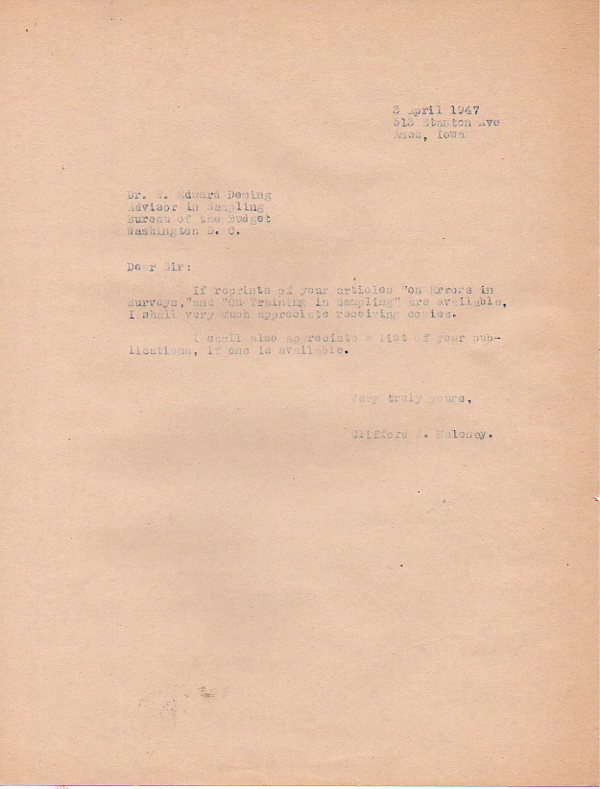 3 April 1947
513 Stanton Ave
Ames, Iowa
Dr. W. Edward Deming
Advisor in Sampling
Bureau of the Budget
Washington D. C.
Dear Sir:
If reprints of your articles "on Errors in
Surveys,"and "On Training in Sampling" are available,
I shall very much appreciate receiving copies.
I shall also appreciate a list of your pub-
lications, if one is available.
Very truly yours,
Clifford J. Maloney.